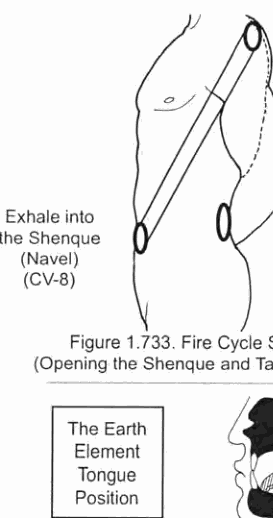 Exhale into
the Shenque
(Navel)
(CV-8)
Figure 1.733. Fire Cycle
(Opening the Shenque and
The Earth
Element
Tongue
Position